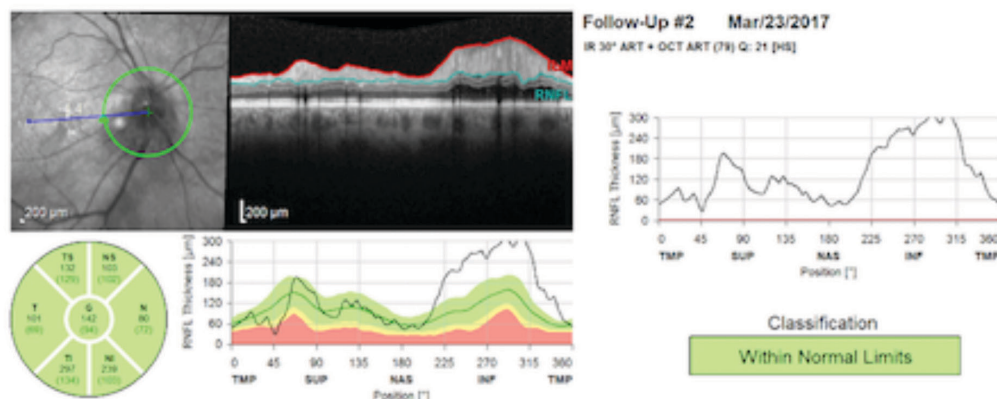 Follow-Up #2 Mar/23/2017
IR 30° ART + OCT ART (79) Q: 21 [HS]
ILM
RNFL
200 µm
200 µm
TS
132
(129)
NS
103
(102)
T
101
(69)
G
142
(94)
N
80
(72)
TI
297
(134)
NI
239
(103)
RNFL Thickness [µm]
300
240
180
120
60
0
0 45 90 135 180 225 270 315 360
TMP SUP NAS INF TMP
Position [°]
RNFL Thickness [µm]
300
240
180
120
60
0
0 45 90 135 180 225 270 315 360
TMP SUP NAS INF TMP
Position [°]
Classification
Within Normal Limits